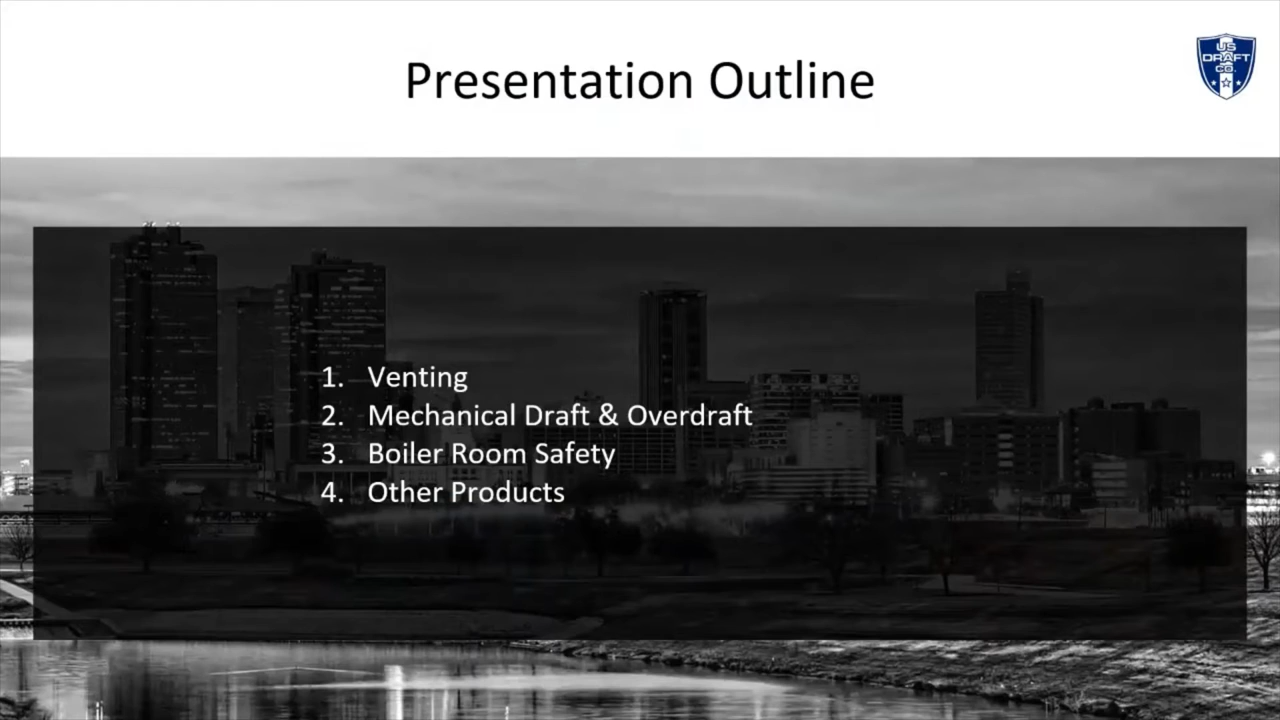 Presentation Outline
US
DRAFT
CO.
1. Venting
2. Mechanical Draft & Overdraft
3. Boiler Room Safety
4. Other Products